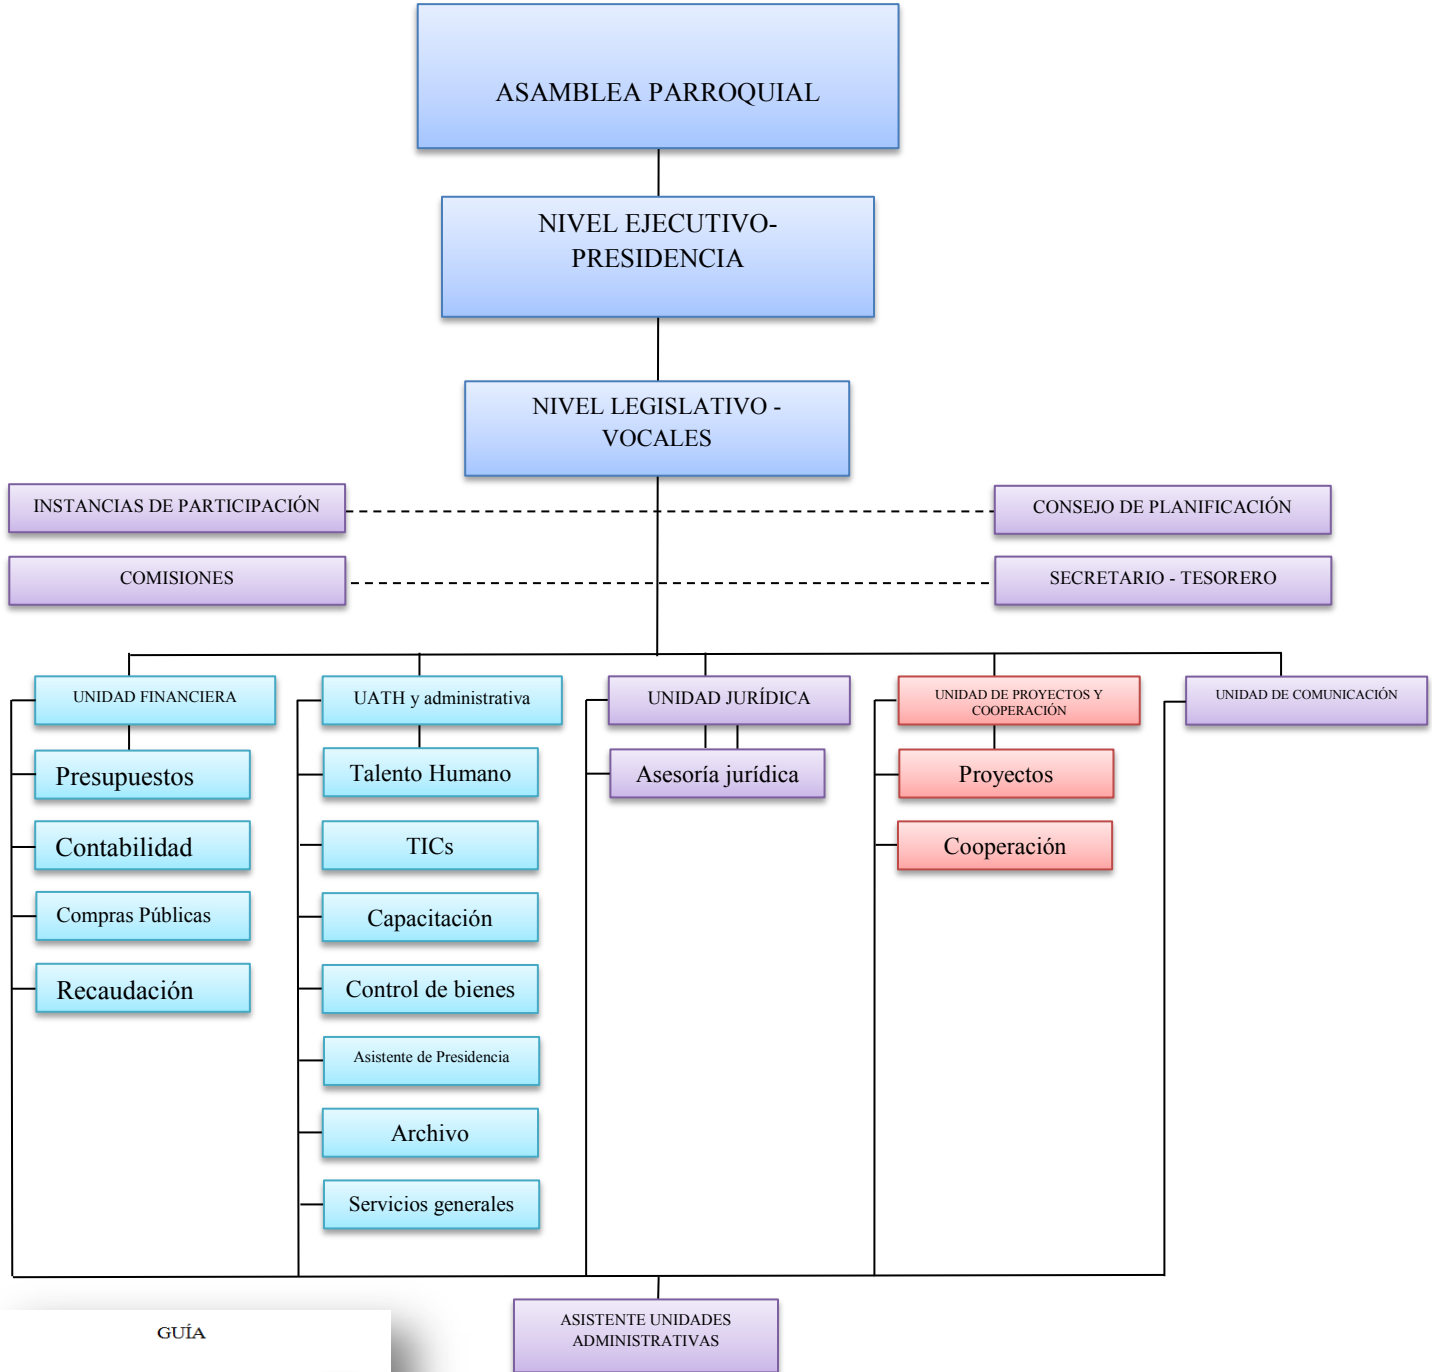 ASAMBLEA PARROQUIAL
NIVEL EJECUTIVO-
PRESIDENCIA
NIVEL LEGISLATIVO -
VOCALES
INSTANCIAS DE PARTICIPACIÓN
CONSEJO DE PLANIFICACIÓN
COMISIONES
SECRETARIO - TESORERO
UNIDAD FINANCIERA
Presupuestos
Contabilidad
Compras Públicas
Recaudación
UATH y administrativa
Talento Humano
TICs
Capacitación
Control de bienes
Asistente de Presidencia
Archivo
Servicios generales
UNIDAD JURÍDICA
Asesoría jurídica
UNIDAD DE PROYECTOS Y
COOPERACIÓN
Proyectos
Cooperación
UNIDAD DE COMUNICACIÓN
ASISTENTE UNIDADES
ADMINISTRATIVAS
GUÍA